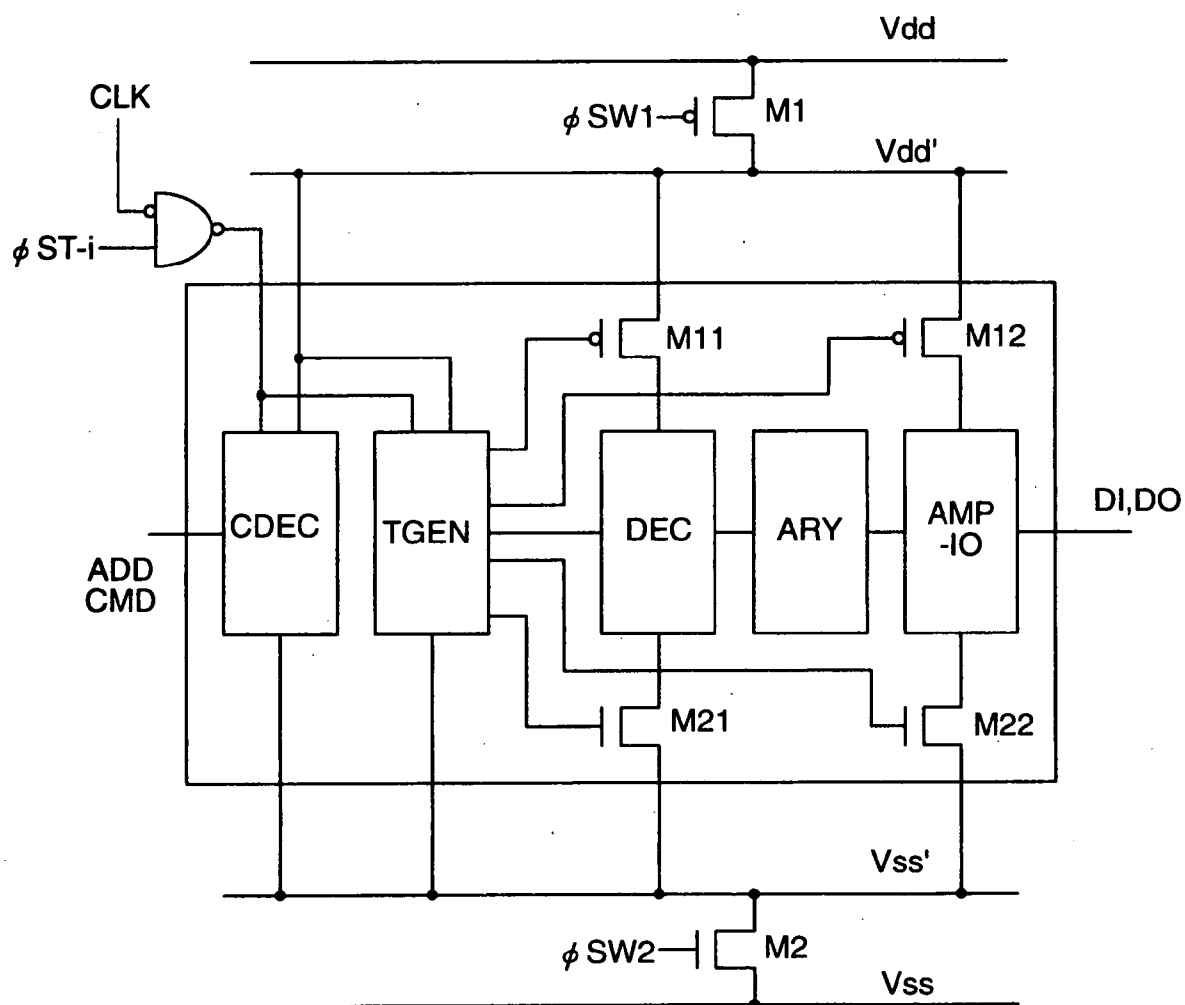 Vdd
CLK
φ SW1
M1
Vdd'
φ ST-i
M11
M12
CDEC
TGEN
DEC
ARY
AMP
-IO
DI,DO
ADD
CMD
M21
M22
Vss'
φ SW2
M2
Vss